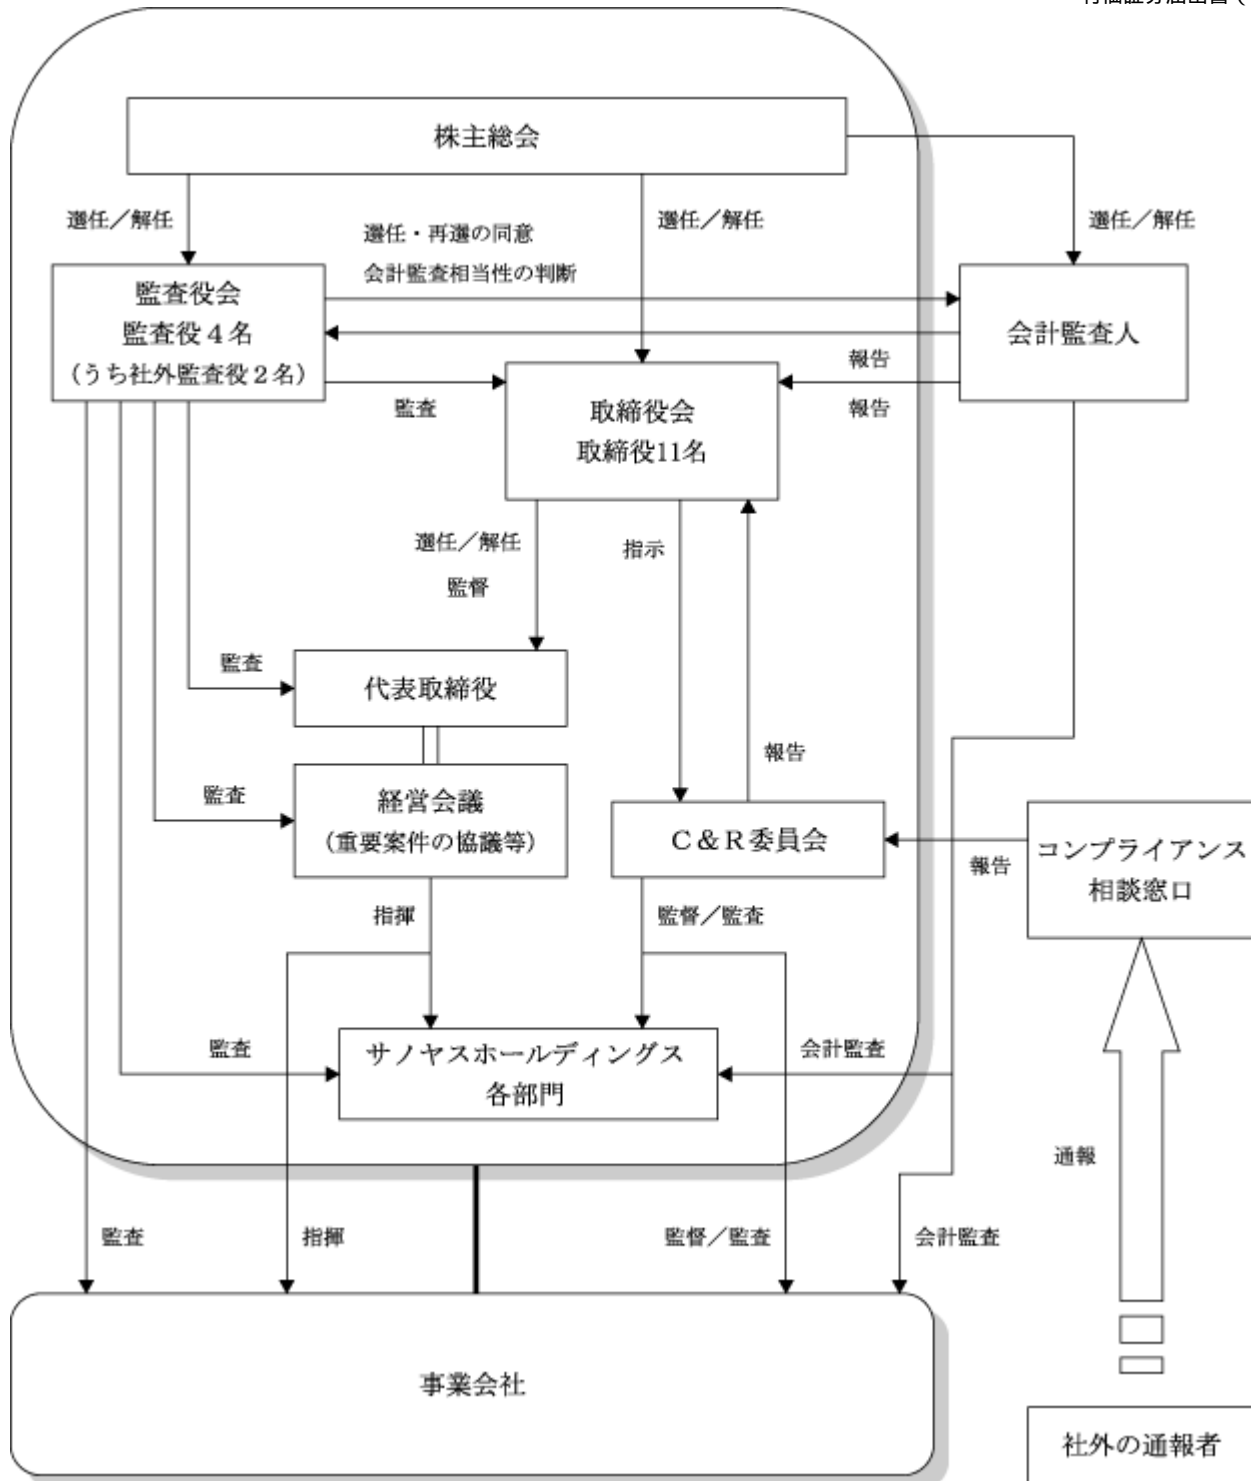 株主総会
選任／解任
選任／解任
選任／解任
選任・再選の同意
会計監査相当性の判断
監査役会
監査役４名
（うち社外監査役２名）
会計監査人
報告
監査
報告
取締役会
取締役11名
選任／解任
監督
指示
監査
代表取締役
報告
監査
経営会議
（重要案件の協議等）
Ｃ＆Ｒ委員会
報告
コンプライアンス
相談窓口
指揮
監督／監査
監査
サノヤスホールディングス
各部門
会計監査
通報
監査
指揮
監督／監査
会計監査
事業会社
社外の通報者